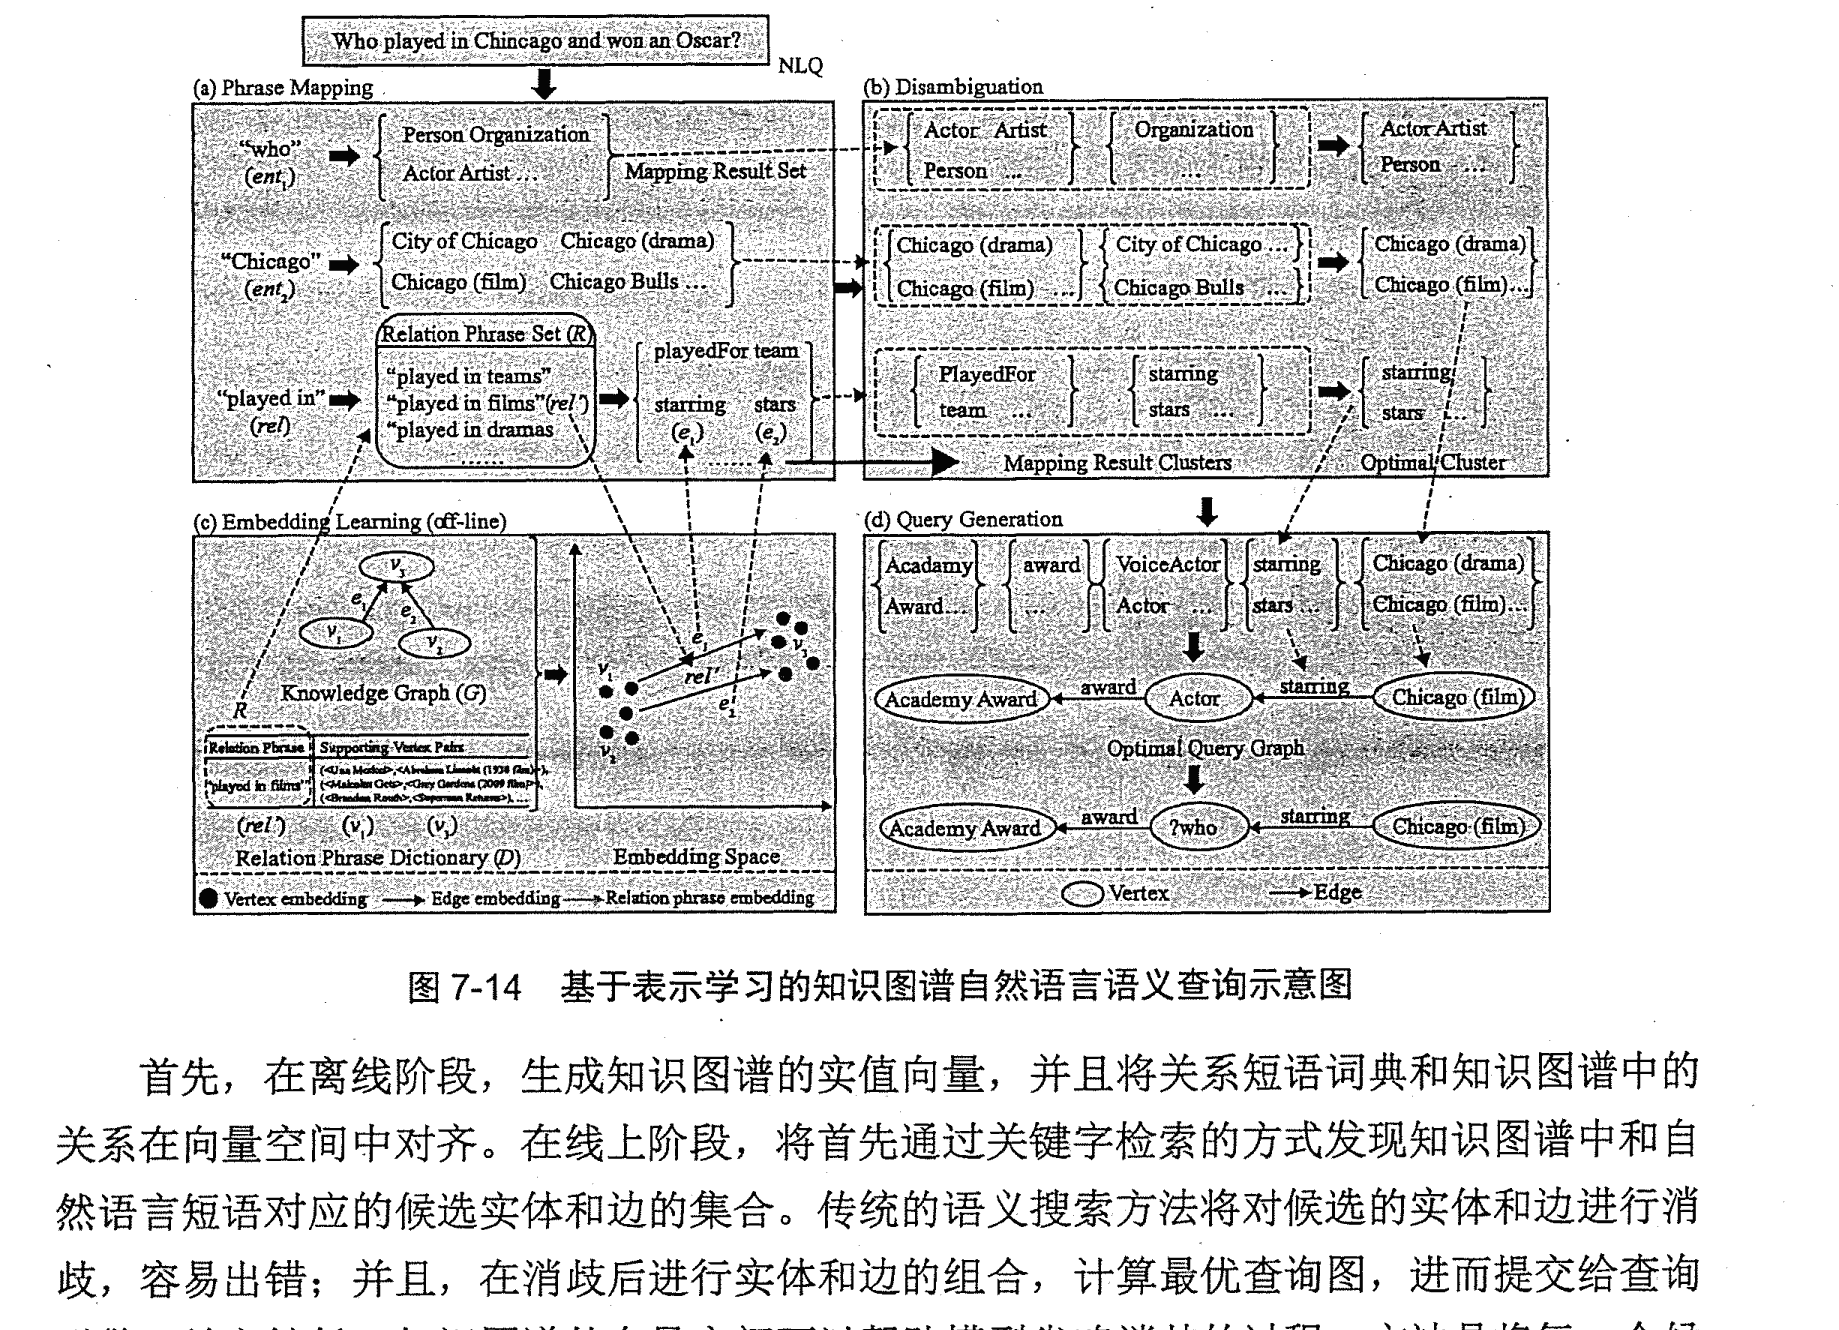 Who played in Chincago and won an Oscar?
NLQ
(a) Phrase Mapping
"who"
(ent1)
Person Organization
Actor Artist ...
Mapping Result Set
"Chicago"
(ent2)
City of Chicago Chicago (drama)
Chicago (film) Chicago Bulls ...
"played in"
(rel)
Relation Phrase Set (R)
"played in teams"
"played in films"(rel')
"played in dramas
......
playedFor team
starring stars
(e1) (e2)
......
(b) Disambiguation
Actor Artist
Person ...
Organization
...
Actor Artist
Person ...
Chicago (drama)
Chicago (film) ...
City of Chicago ...
Chicago Bulls ...
Chicago (drama)
Chicago (film)...
PlayedFor
team ...
starring
stars ...
starring
stars ...
Mapping Result Clusters
Optimal Cluster
(c) Embedding Learning (off-line)
v3
e1
e2
v1
v2
Knowledge Graph (G)
R
Relation Phrase Supporting Vertex Pairs
"played in films"
(rel') (v1) (v3)
Relation Phrase Dictionary (D)
v1
v2
e1
rel'
e2
v3
Embedding Space
Vertex embedding Edge embedding Relation phrase embedding
(d) Query Generation
Acadamy
Award...
award
...
VoiceActor
Actor ...
starring
stars ...
Chicago (drama)
Chicago (film)...
Academy Award award Actor starring Chicago (film)
Optimal Query Graph
Academy Award award ?who starring Chicago (film)
Vertex Edge
图 7-14 基于表示学习的知识图谱自然语言语义查询示意图
首先，在离线阶段，生成知识图谱的实值向量，并且将关系短语词典和知识图谱中的
关系在向量空间中对齐。在线上阶段，将首先通过关键字检索的方式发现知识图谱中和自
然语言短语对应的候选实体和边的集合。传统的语义搜索方法将对候选的实体和边进行消
歧，容易出错；并且，在消歧后进行实体和边的组合，计算最优查询图，进而提交给查询